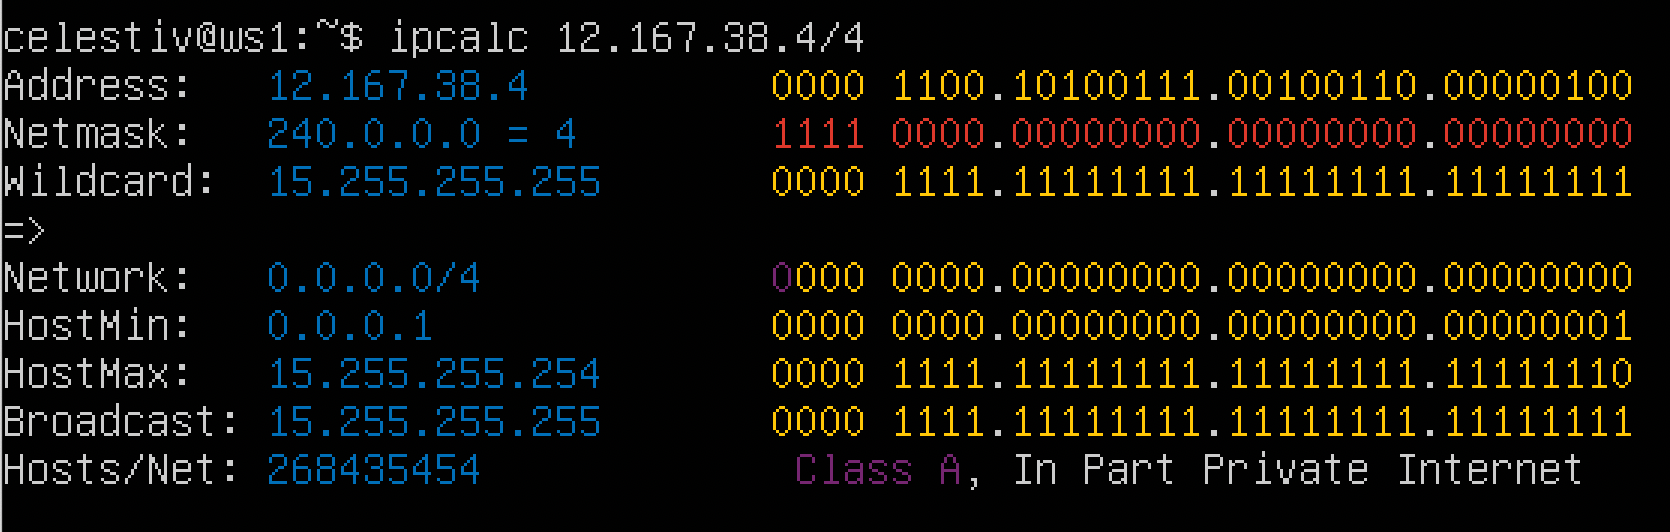 celestiv@ws1:~$ ipcalc 12.167.38.4/4
Address:   12.167.38.4          0000 1100.10100111.00100110.00000100
Netmask:   240.0.0.0 = 4        1111 0000.00000000.00000000.00000000
Wildcard:  15.255.255.255       0000 1111.11111111.11111111.11111111
=>
Network:   0.0.0.0/4            0000 0000.00000000.00000000.00000000
HostMin:   0.0.0.1              0000 0000.00000000.00000000.00000001
HostMax:   15.255.255.254       0000 1111.11111111.11111111.11111110
Broadcast: 15.255.255.255       0000 1111.11111111.11111111.11111111
Hosts/Net: 268435454             Class A, In Part Private Internet